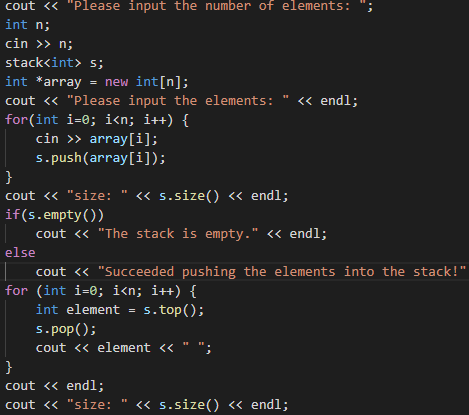 cout << "Please input the number of elements: ";
int n;
cin >> n;
stack<int> s;
int *array = new int[n];
cout << "Please input the elements: " << endl;
for(int i=0; i<n; i++) {
    cin >> array[i];
    s.push(array[i]);
}
cout << "size: " << s.size() << endl;
if(s.empty())
    cout << "The stack is empty." << endl;
else
    cout << "Succeeded pushing the elements into the stack!"
for (int i=0; i<n; i++) {
    int element = s.top();
    s.pop();
    cout << element << " ";
}
cout << endl;
cout << "size: " << s.size() << endl;